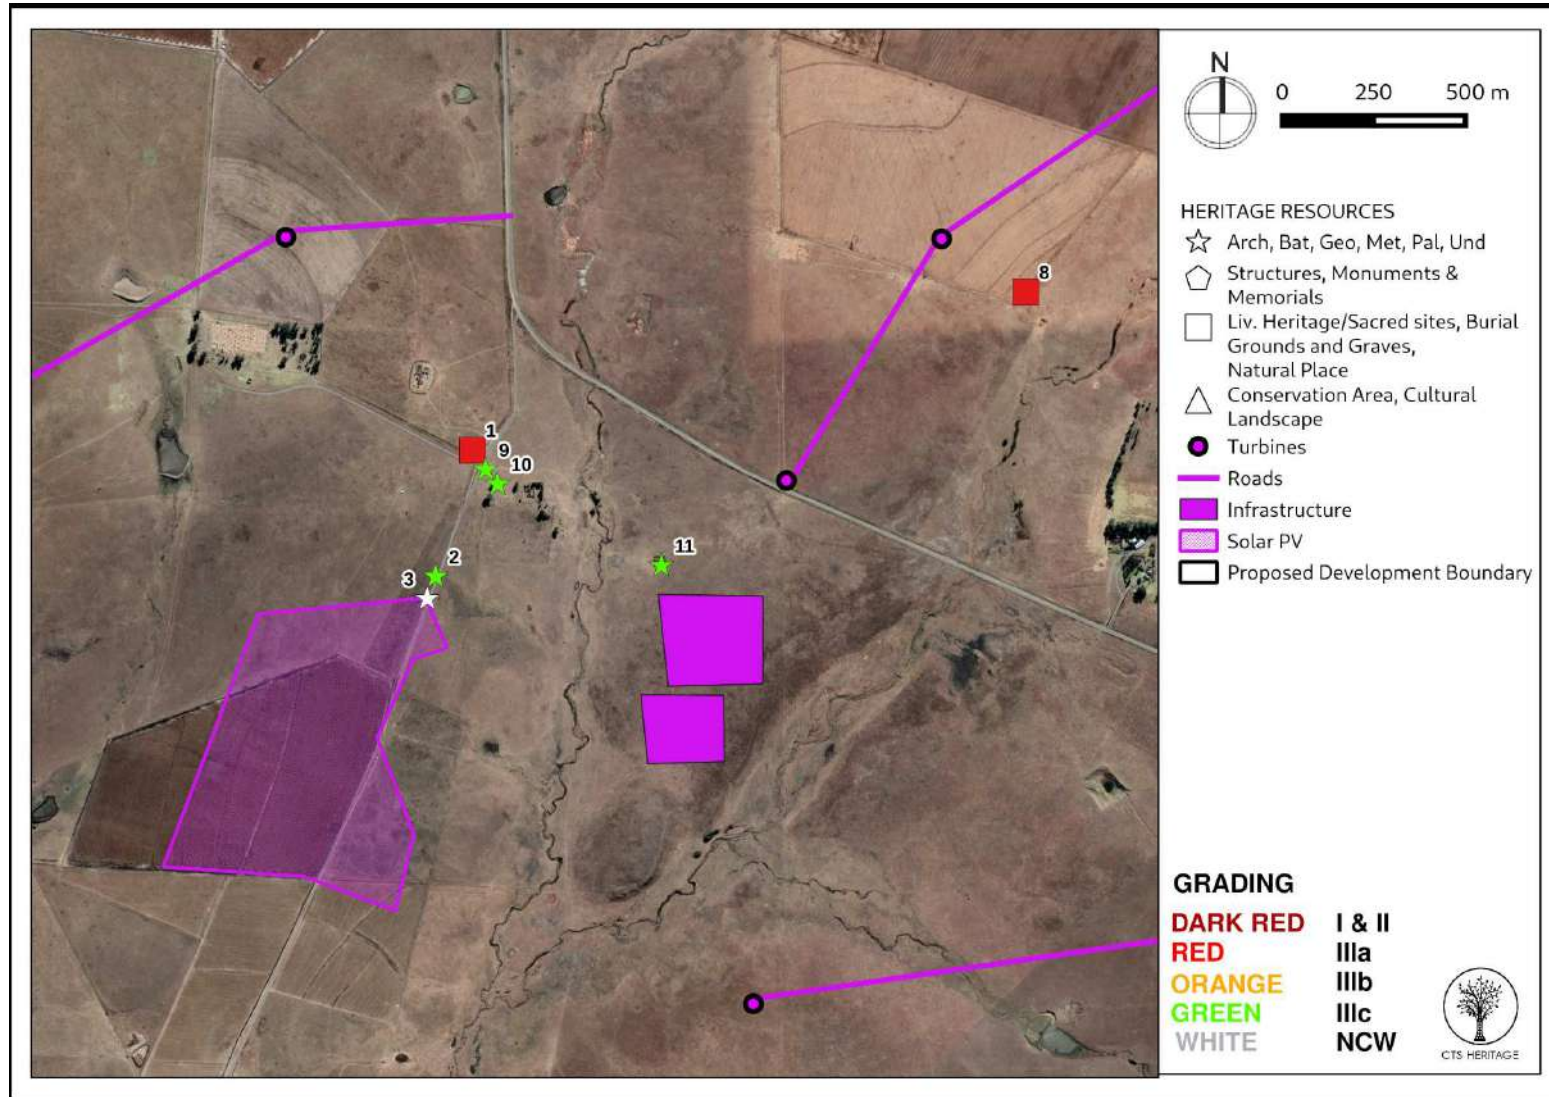 N
0 250 500 m
HERITAGE RESOURCES
Arch, Bat, Geo, Met, Pal, Und
Structures, Monuments &
Memorials
Liv. Heritage/Sacred sites, Burial
Grounds and Graves,
Natural Place
Conservation Area, Cultural
Landscape
Turbines
Roads
Infrastructure
Solar PV
Proposed Development Boundary
8
1
9
10
2
3
11
GRADING
DARK RED I & II
RED IIIa
ORANGE IIIb
GREEN IIIc
WHITE NCW
CTS HERITAGE